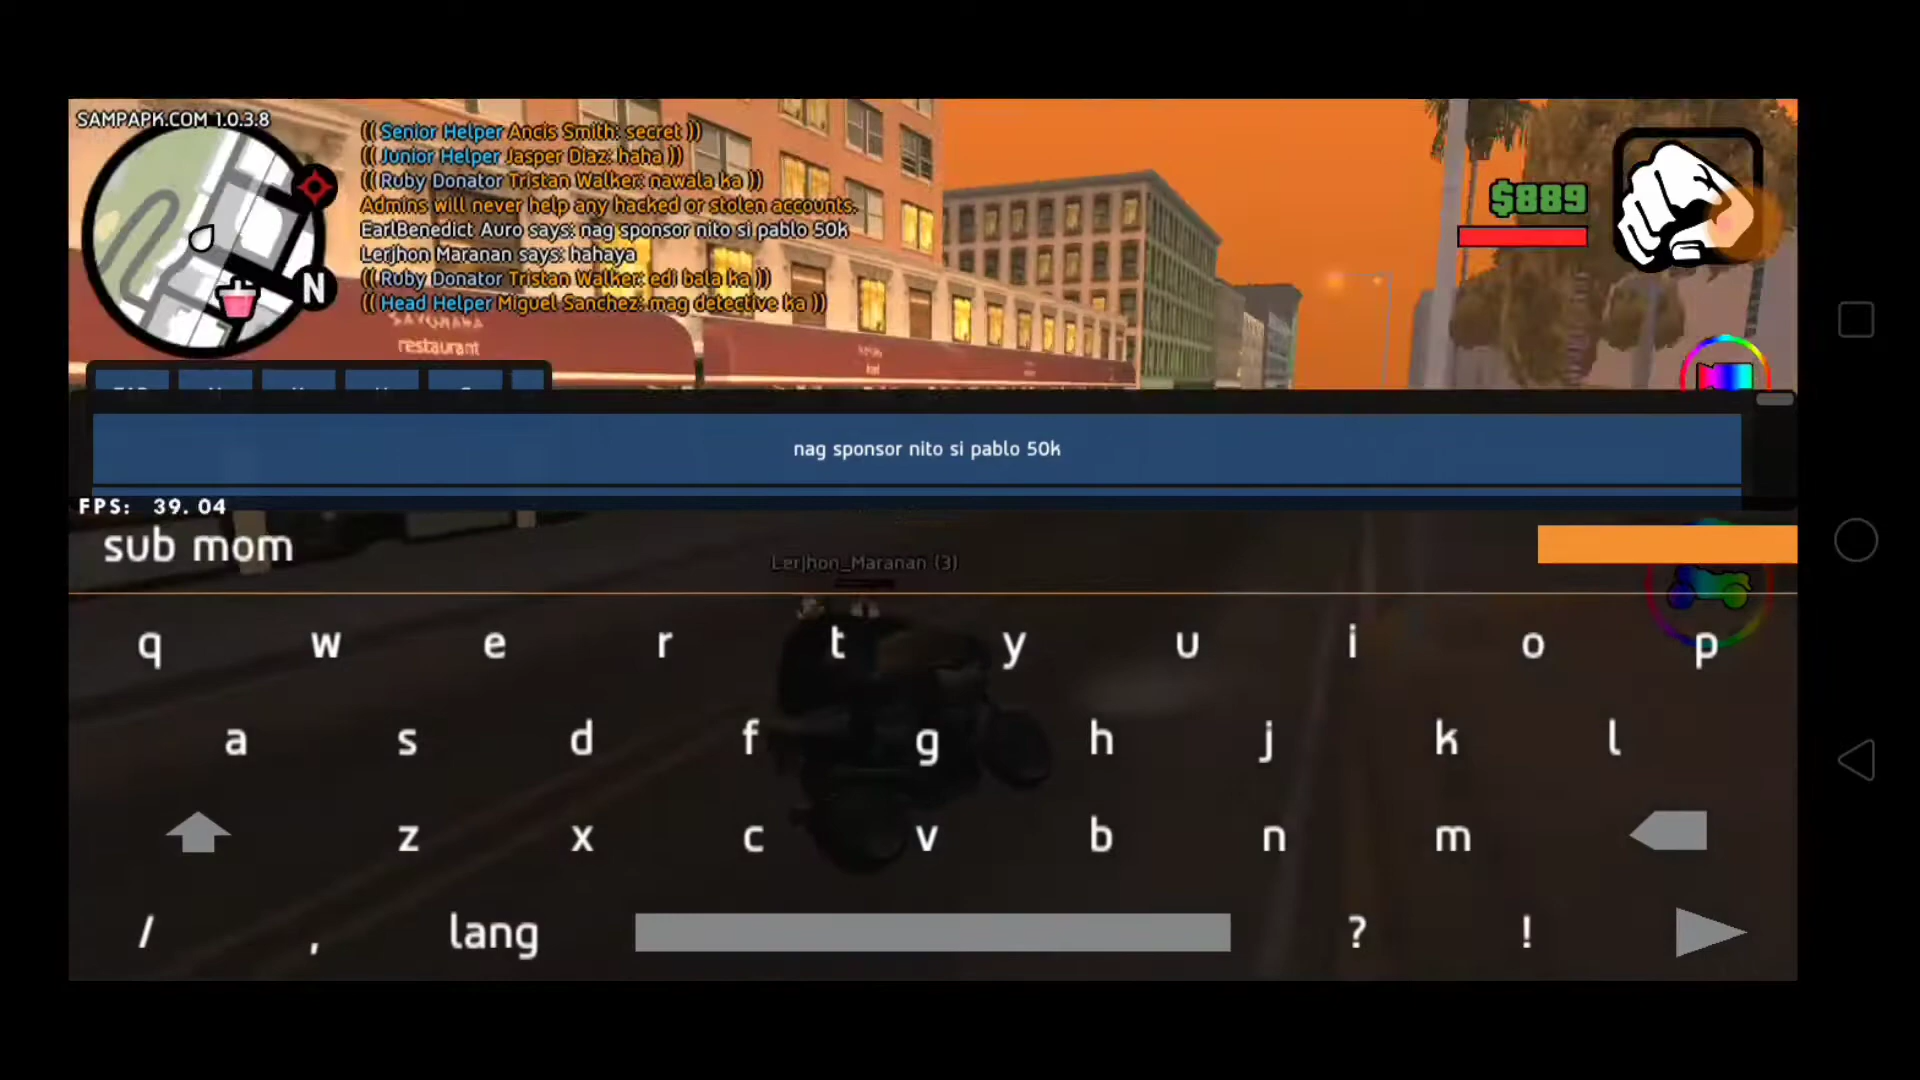 SAMPAPK.COM 1.0.3.8
(( Senior Helper Ancis Smith: secret ))
(( Junior Helper Jasper Diaz: haha ))
(( Ruby Donator Tristan Walker: nawala ka ))
Admins will never help any hacked or stolen accounts.
EarlBenedict Auro says: nag sponsor nito si pablo 50k
Lerjhon Maranan says: hahaya
(( Ruby Donator Tristan Walker: edi bala ka ))
(( Head Helper Miguel Sanchez: mag detective ka ))
$889
N
restaurant
nag sponsor nito si pablo 50k
FPS: 39.04
sub mom
Lerjhon_Maranan (3)
q w e r t y u i o p
a s d f g h j k l
z x c v b n m
/ , lang ? !